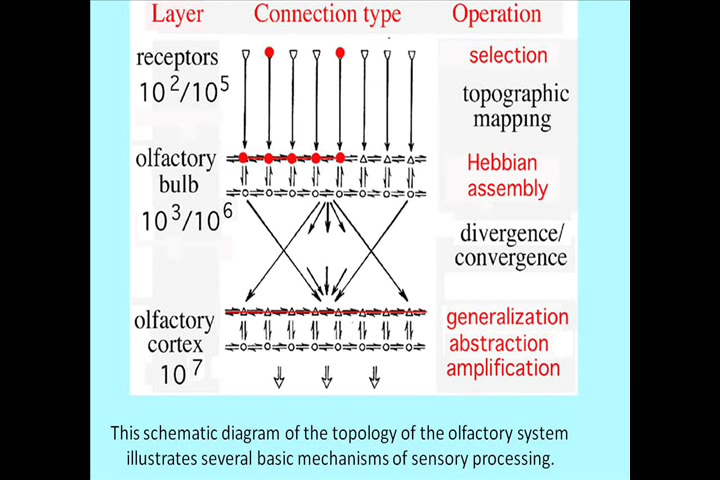 Layer Connection type Operation
receptors
10²/10⁵
selection
topographic
mapping
olfactory
bulb
10³/10⁶
Hebbian
assembly
divergence/
convergence
olfactory
cortex
10⁷
generalization
abstraction
amplification
This schematic diagram of the topology of the olfactory system
illustrates several basic mechanisms of sensory processing.